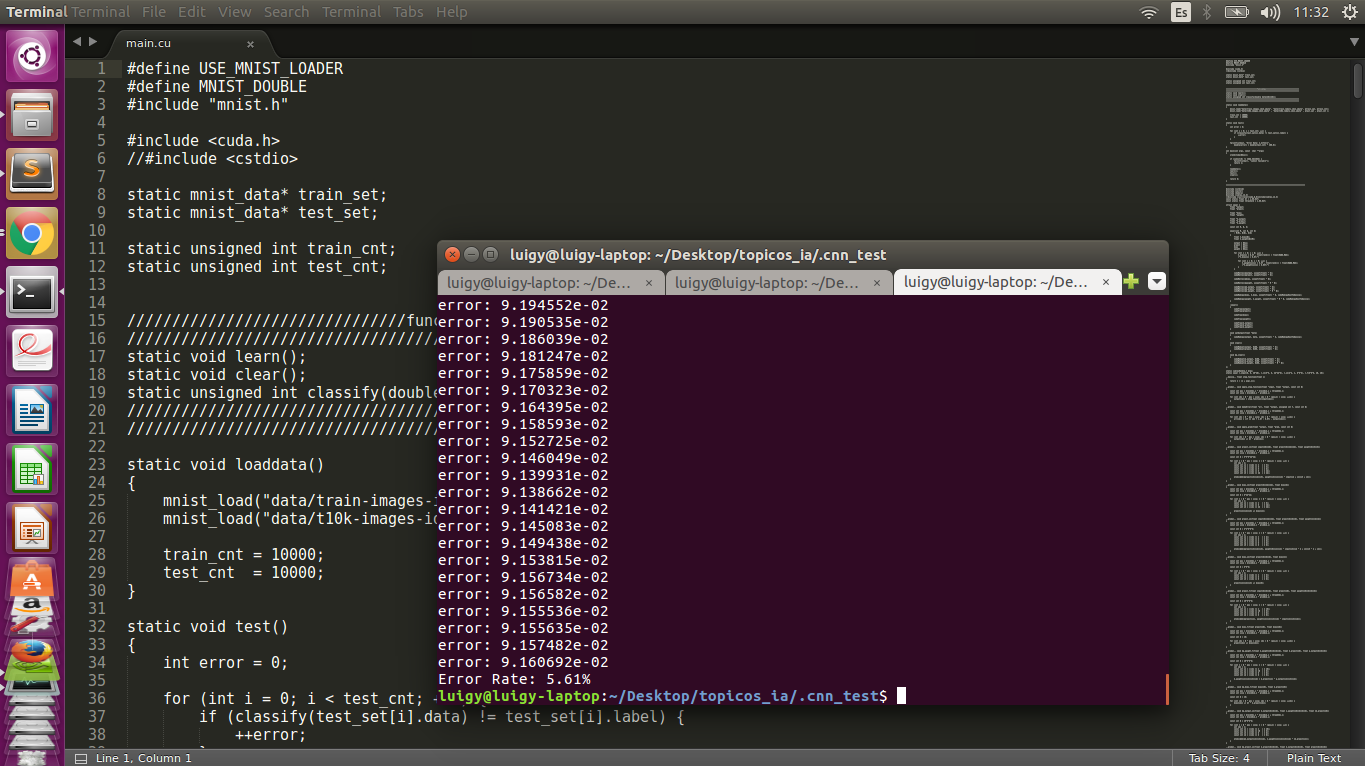 Terminal Terminal File Edit View Search Terminal Tabs Help
Es
11:32
main.cu
1 #define USE_MNIST_LOADER
2 #define MNIST_DOUBLE
3 #include "mnist.h"
4
5 #include <cuda.h>
6 //#include <cstdio>
7
8 static mnist_data* train_set;
9 static mnist_data* test_set;
10
11 static unsigned int train_cnt;
12 static unsigned int test_cnt;
13
14
15 ///////////////////////////////func
16 //////////////////////////////////
17 static void learn();
18 static void clear();
19 static unsigned int classify(double
20 //////////////////////////////////
21 //////////////////////////////////
22
23 static void loaddata()
24 {
25 mnist_load("data/train-images-
26 mnist_load("data/t10k-images-id
27
28 train_cnt = 10000;
29 test_cnt  = 10000;
30 }
31
32 static void test()
33 {
34 int error = 0;
35
36 for (int i = 0; i < test_cnt;
37 if (classify(test_set[i].data) != test_set[i].label) {
38 ++error;
Line 1, Column 1
Tab Size: 4
Plain Text
luigy@luigy-laptop: ~/Desktop/topicos_ia/.cnn_test
luigy@luigy-laptop: ~/De...
luigy@luigy-laptop: ~/De...
luigy@luigy-laptop: ~/De...
error: 9.194552e-02
error: 9.190535e-02
error: 9.186039e-02
error: 9.181247e-02
error: 9.175859e-02
error: 9.170323e-02
error: 9.164395e-02
error: 9.158593e-02
error: 9.152725e-02
error: 9.146049e-02
error: 9.139931e-02
error: 9.138662e-02
error: 9.141421e-02
error: 9.145083e-02
error: 9.149438e-02
error: 9.153815e-02
error: 9.156734e-02
error: 9.156582e-02
error: 9.155536e-02
error: 9.155635e-02
error: 9.157482e-02
error: 9.160692e-02
Error Rate: 5.61%
luigy@luigy-laptop:~/Desktop/topicos_ia/.cnn_test$